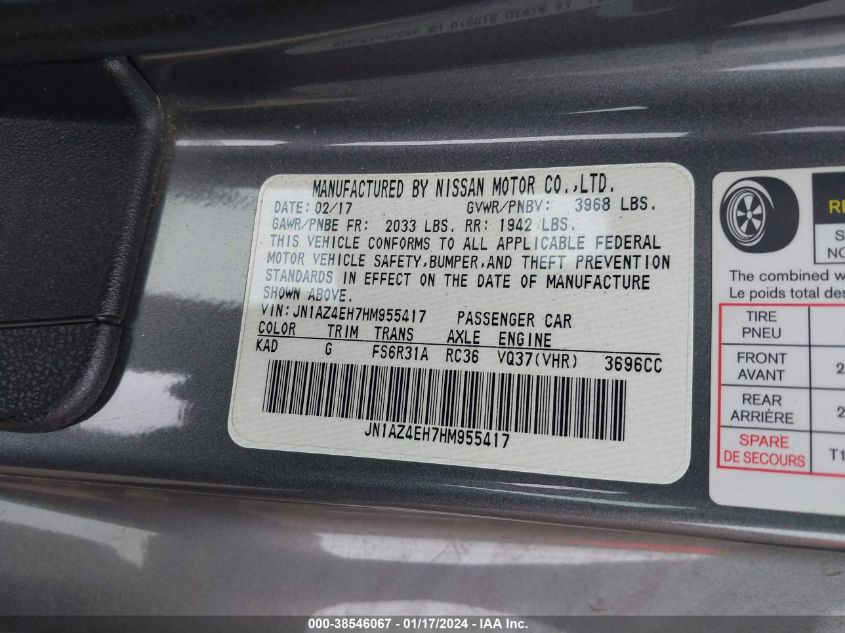 MANUFACTURED BY NISSAN MOTOR CO.,LTD.
DATE: 02/17 GVWR/PNBV: 3968 LBS.
GAWR/PNBE FR: 2033 LBS. RR: 1942 LBS.
THIS VEHICLE CONFORMS TO ALL APPLICABLE FEDERAL
MOTOR VEHICLE SAFETY,BUMPER,AND THEFT PREVENTION
STANDARDS IN EFFECT ON THE DATE OF MANUFACTURE
SHOWN ABOVE.
VIN:JN1AZ4EH7HM955417 PASSENGER CAR
COLOR TRIM TRANS AXLE ENGINE
KAD G FS6R31A RC36 VQ37(VHR) 3696CC
JN1AZ4EH7HM955417
The combined w
Le poids total des
TIRE
PNEU
FRONT
AVANT 2
REAR
ARRIÈRE 2
SPARE
DE SECOURS T1
000-38546067 - 01/17/2024 - IAA Inc.